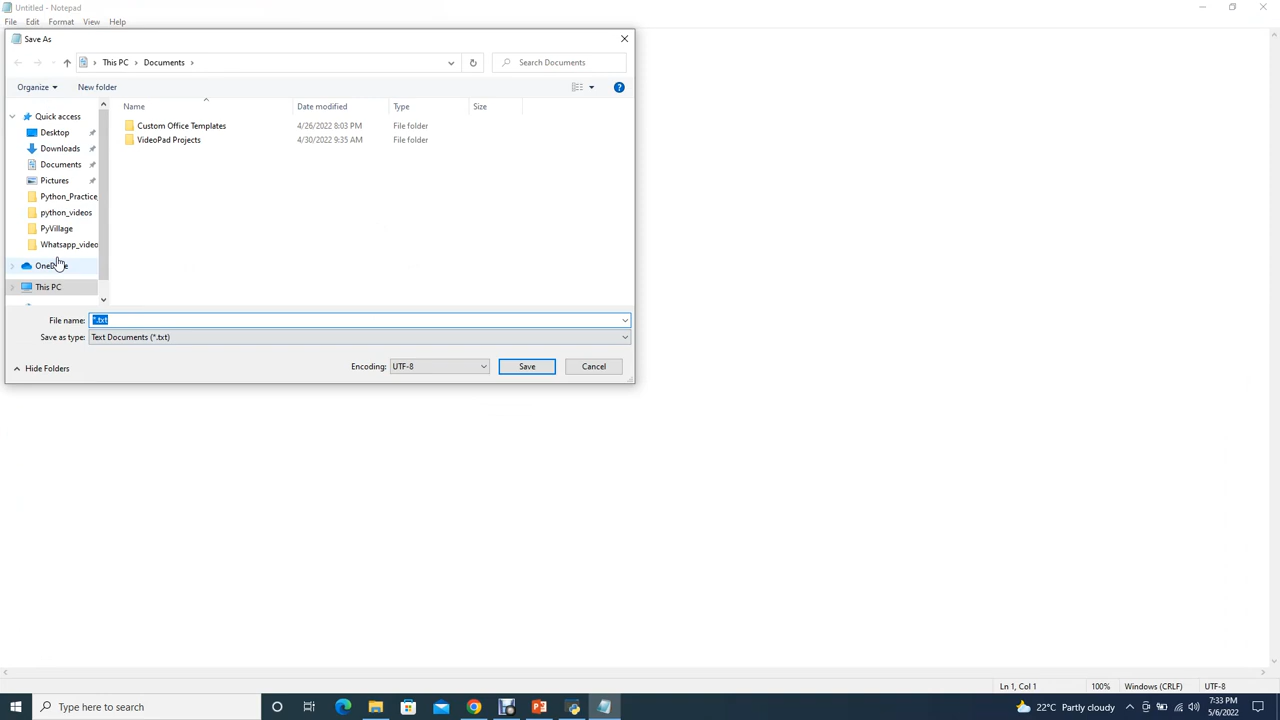 Untitled - Notepad
File Edit Format View Help
Save As
This PC Documents
Search Documents
Organize New folder
Name Date modified Type Size
Quick access
Desktop
Downloads
Documents
Pictures
Python_Practice_
python_videos
PyVillage
Whatsapp_video
This PC
Custom Office Templates 4/26/2022 8:03 PM File folder
VideoPad Projects 4/30/2022 9:35 AM File folder
File name: *.txt
Save as type: Text Documents (*.txt)
Hide Folders
Encoding: UTF-8 Save Cancel
Ln 1, Col 1 100% Windows (CRLF) UTF-8
Type here to search
22°C Partly cloudy
7:33 PM
5/6/2022